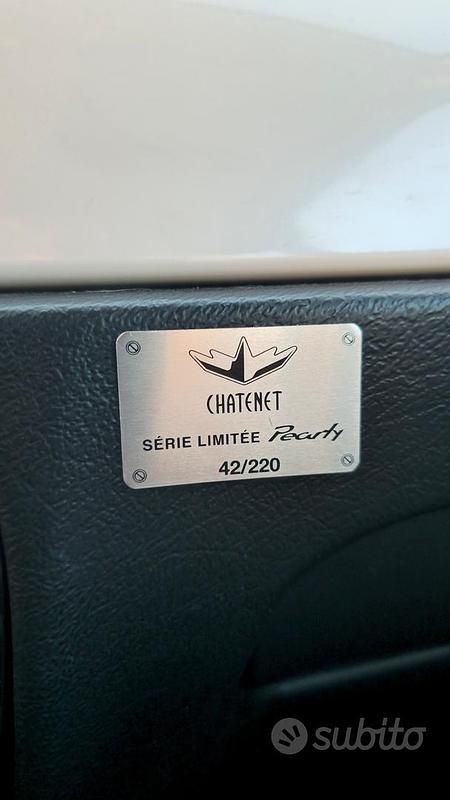 CHATENET
SÉRIE LIMITÉE Pearly
42/220
subito